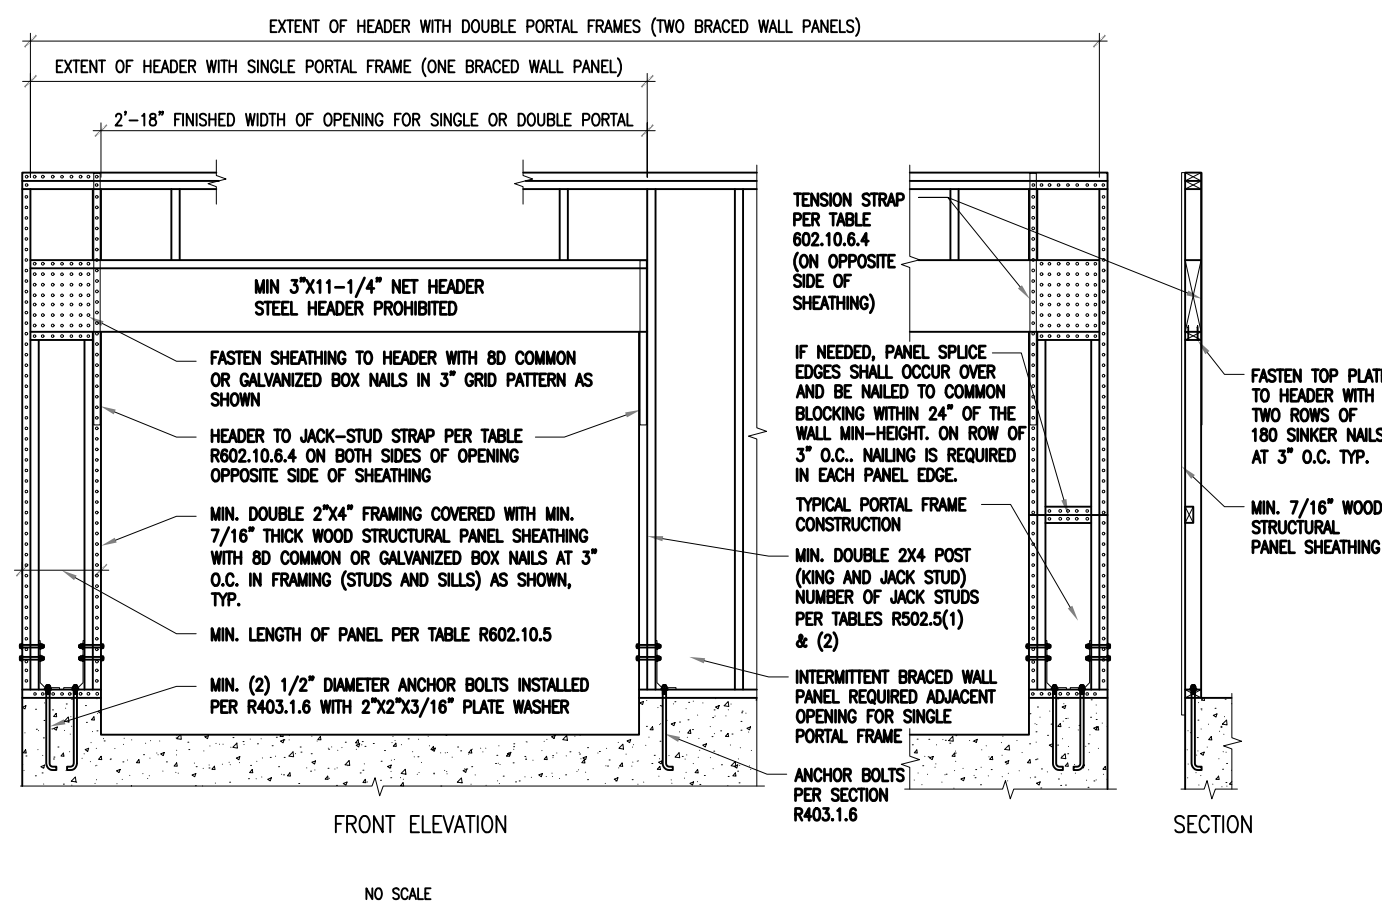 EXTENT OF HEADER WITH DOUBLE PORTAL FRAMES (TWO BRACED WALL PANELS)
EXTENT OF HEADER WITH SINGLE PORTAL FRAME (ONE BRACED WALL PANEL)
2'-18" FINISHED WIDTH OF OPENING FOR SINGLE OR DOUBLE PORTAL
MIN 3"X11-1/4" NET HEADER
STEEL HEADER PROHIBITED
FASTEN SHEATHING TO HEADER WITH 8D COMMON
OR GALVANIZED BOX NAILS IN 3" GRID PATTERN AS
SHOWN
HEADER TO JACK-STUD STRAP PER TABLE
R602.10.6.4 ON BOTH SIDES OF OPENING
OPPOSITE SIDE OF SHEATHING
MIN. DOUBLE 2"X4" FRAMING COVERED WITH MIN.
7/16" THICK WOOD STRUCTURAL PANEL SHEATHING
WITH 8D COMMON OR GALVANIZED BOX NAILS AT 3"
O.C. IN FRAMING (STUDS AND SILLS) AS SHOWN,
TYP.
MIN. LENGTH OF PANEL PER TABLE R602.10.5
MIN. (2) 1/2" DIAMETER ANCHOR BOLTS INSTALLED
PER R403.1.6 WITH 2"X2"X3/16" PLATE WASHER
TENSION STRAP
PER TABLE
602.10.6.4
(ON OPPOSITE
SIDE OF
SHEATHING)
IF NEEDED, PANEL SPLICE
EDGES SHALL OCCUR OVER
AND BE NAILED TO COMMON
BLOCKING WITHIN 24" OF THE
WALL MIN-HEIGHT. ON ROW OF
3" O.C.. NAILING IS REQUIRED
IN EACH PANEL EDGE.
TYPICAL PORTAL FRAME
CONSTRUCTION
MIN. DOUBLE 2X4 POST
(KING AND JACK STUD)
NUMBER OF JACK STUDS
PER TABLES R502.5(1)
& (2)
INTERMITTENT BRACED WALL
PANEL REQUIRED ADJACENT
OPENING FOR SINGLE
PORTAL FRAME
ANCHOR BOLTS
PER SECTION
R403.1.6
FASTEN TOP PLATE
TO HEADER WITH
TWO ROWS OF
180 SINKER NAILS
AT 3" O.C. TYP.
MIN. 7/16" WOOD
STRUCTURAL
PANEL SHEATHING
FRONT ELEVATION
SECTION
NO SCALE